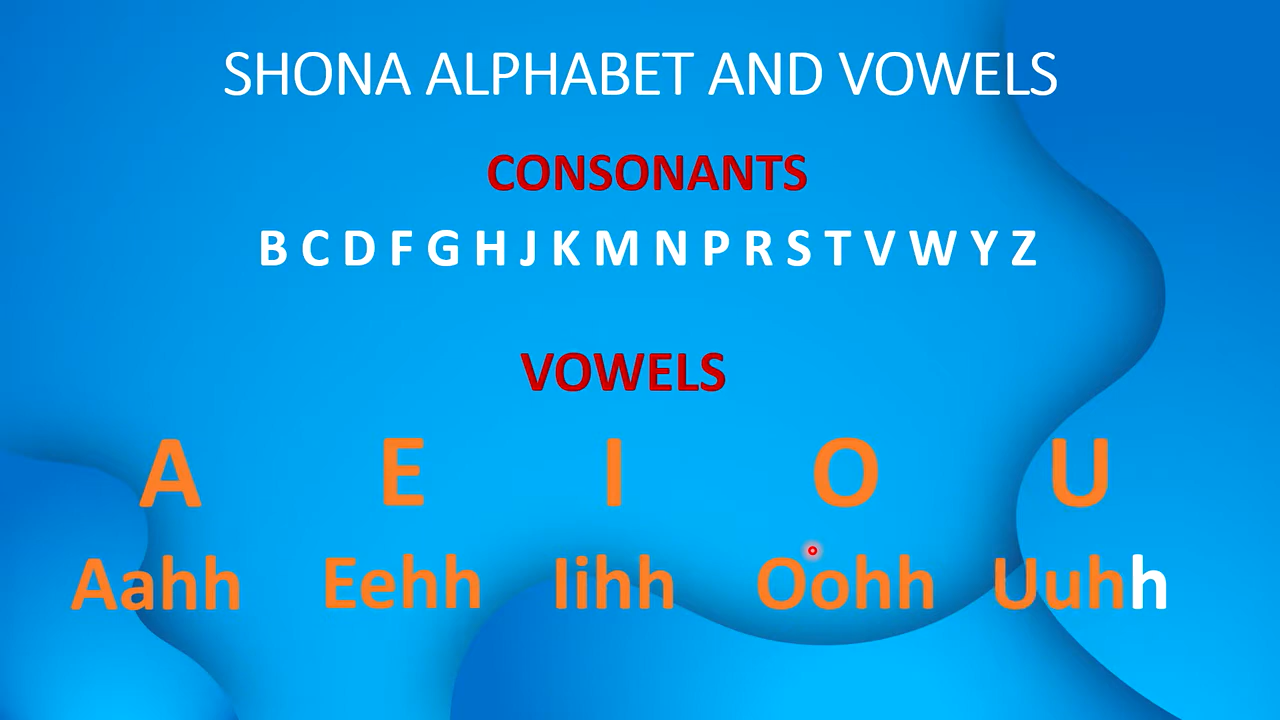 SHONA ALPHABET AND VOWELS
CONSONANTS
B C D F G H J K M N P R S T V W Y Z
VOWELS
A E I O U
Aahh Eehh Iihh Oohh Uuhh